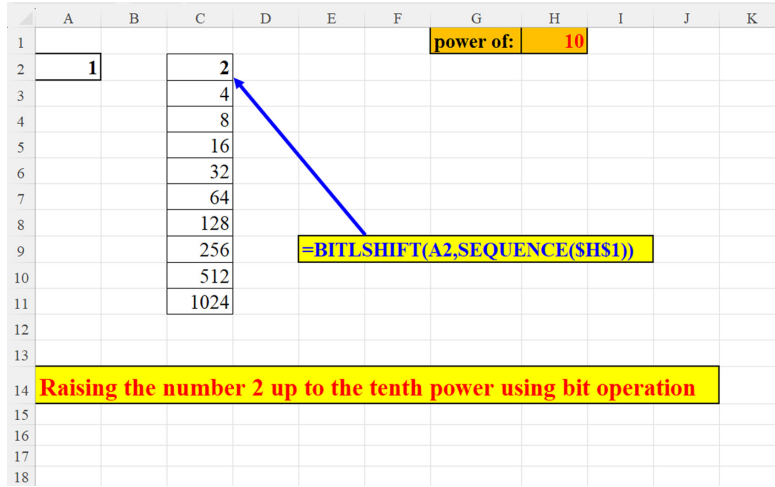 A B C D E F G H I J K
1 power of: 10
2 1 2
3 4
4 8
5 16
6 32
7 64
8 128
9 256 =BITLSHIFT(A2,SEQUENCE($H$1))
10 512
11 1024
12
13
14 Raising the number 2 up to the tenth power using bit operation
15
16
17
18